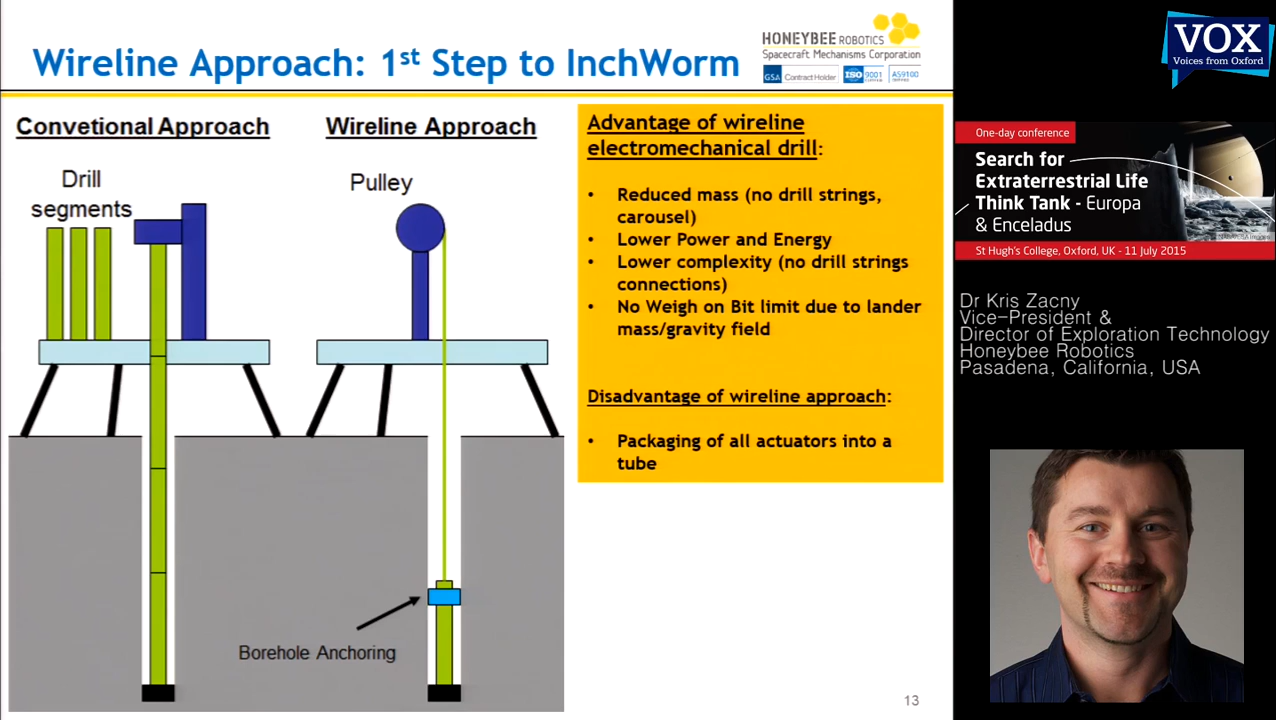 Wireline Approach: 1st Step to InchWorm
HONEYBEE ROBOTICS
Spacecraft Mechanisms Corporation
GSA Contract Holder ISO 9001 AS9100
Convetional Approach
Wireline Approach
Drill
segments
Pulley
Borehole Anchoring
Advantage of wireline
electromechanical drill:
• Reduced mass (no drill strings,
carousel)
• Lower Power and Energy
• Lower complexity (no drill strings
connections)
• No Weigh on Bit limit due to lander
mass/gravity field
Disadvantage of wireline approach:
• Packaging of all actuators into a
tube
13
VOX
Voices from Oxford
One-day conference
Search for
Extraterrestrial Life
Think Tank - Europa
& Enceladus
St Hugh's College, Oxford, UK - 11 July 2015
Dr Kris Zacny
Vice-President &
Director of Exploration Technology
Honeybee Robotics
Pasadena, California, USA